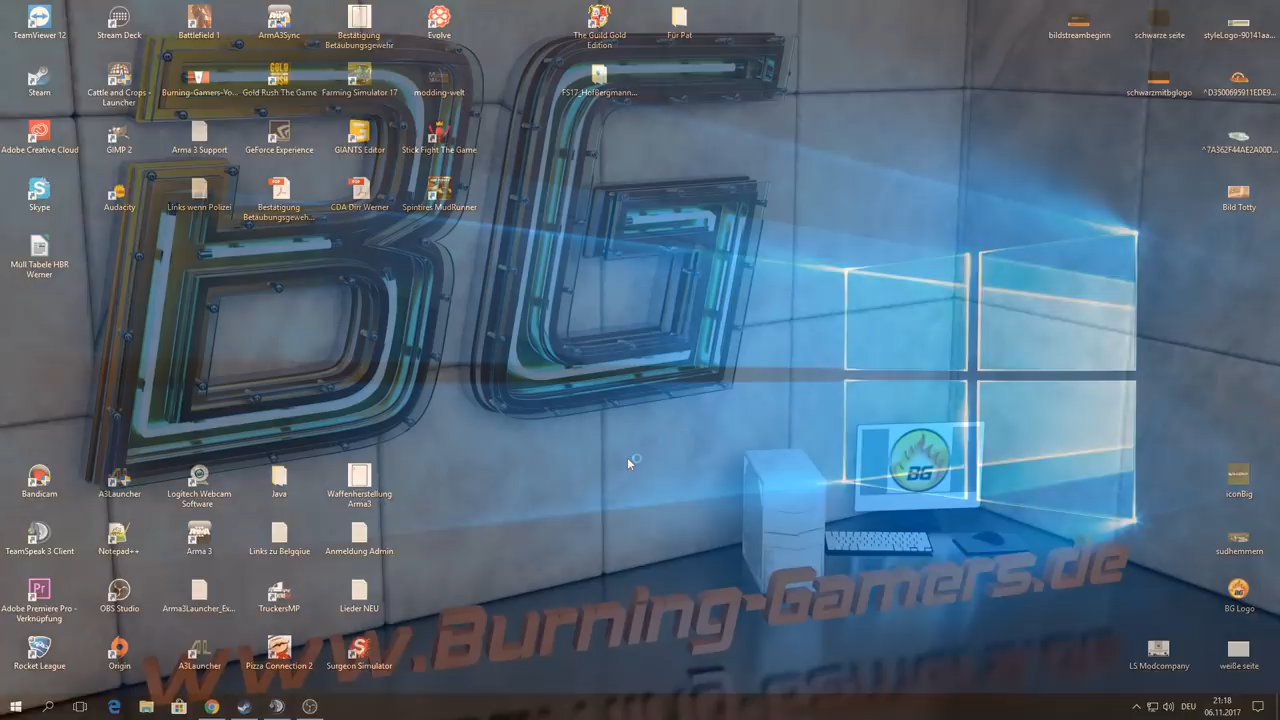 TeamViewer 12
Stream Deck
Battlefield 1
ArmA3Sync
Bestätigung
Betäubungsgewehr
Evolve
The Guild Gold
Edition
Für Pat
bildstreambeginn
schwarze seite
styleLogo-90141aa...
Steam
Cattle and Crops -
Launcher
Burning-Gamers-Yo...
Gold Rush The Game
Farming Simulator 17
modding-welt
FS17_HofBergmann...
schwarzmitbglogo
^D3500695911EDE9...
Adobe Creative Cloud
GIMP 2
Arma 3 Support
GeForce Experience
GIANTS Editor
Stick Fight The Game
^7A362F44AE2A00D...
Skype
Audacity
Links wenn Polizei
Bestätigung
Betäubungsgeweh...
CDA Dirr Werner
Spintires MudRunner
Bild Totty
Müll Tabele HBR
Werner
BG
BG
Bandicam
A3Launcher
Logitech Webcam
Software
Java
Waffenherstellung
Arma3
iconBig
TeamSpeak 3 Client
Notepad++
Arma 3
Links zu Belgqiue
Anmeldung Admin
sudhemmern
Adobe Premiere Pro -
Verknüpfung
OBS Studio
Arma3Launcher_Ex...
TruckersMP
Lieder NEU
BG Logo
www.Burning-Gamers.de
Rocket League
Origin
A3Launcher
Pizza Connection 2
Surgeon Simulator
LS Modcompany
weiße seite
DEU
21:18
06.11.2017